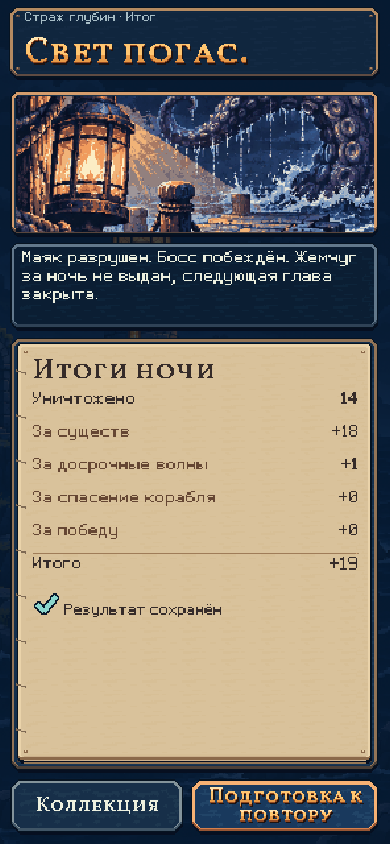 Страж глубин · Итог
Свет погас.
Маяк разрушен. Босс побеждён. Жемчуг
за ночь не выдан, следующая глава
закрыта.
Итоги ночи
Уничтожено 14
За существ +18
За досрочные волны +1
За спасение корабля +0
За победу +0
Итого +19
Результат сохранён
Коллекция
Подготовка к
повтору